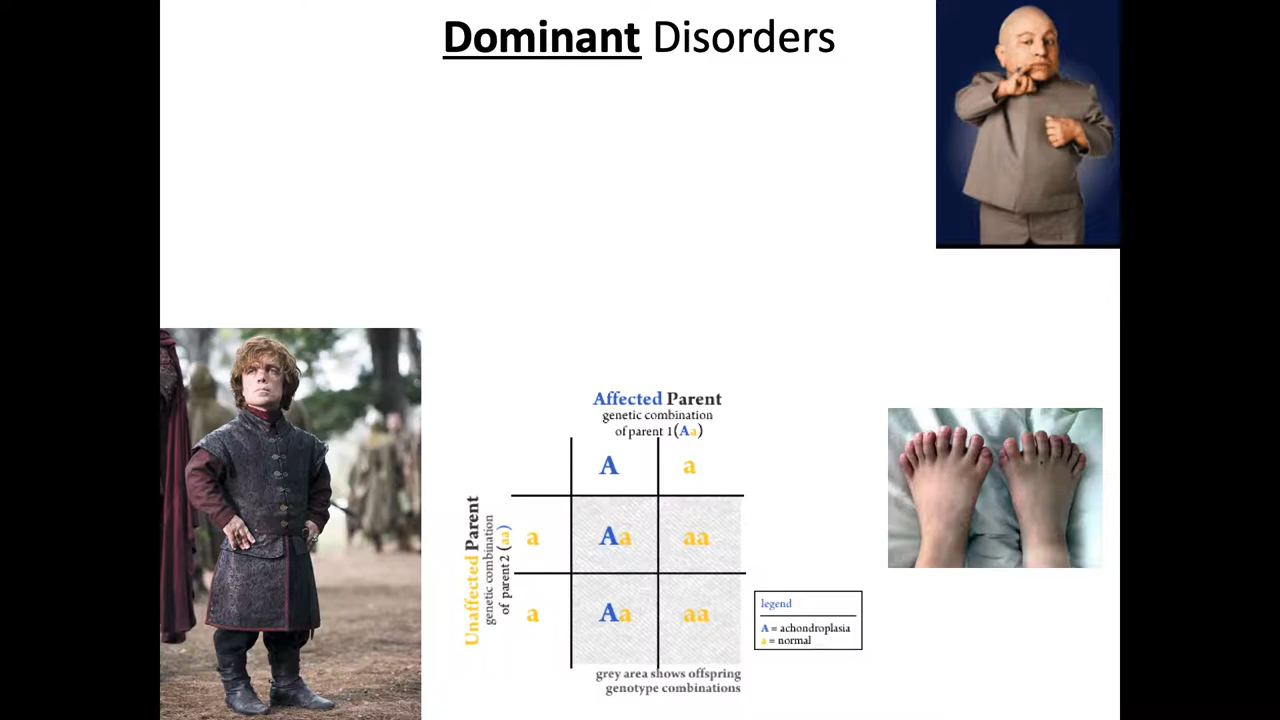 Dominant Disorders
Affected Parent
genetic combination
of parent 1(Aa)
A a
Unaffected Parent
genetic combination
of parent 2 (aa)
a Aa aa
a Aa aa
legend
A = achondroplasia
a = normal
grey area shows offspring
genotype combinations